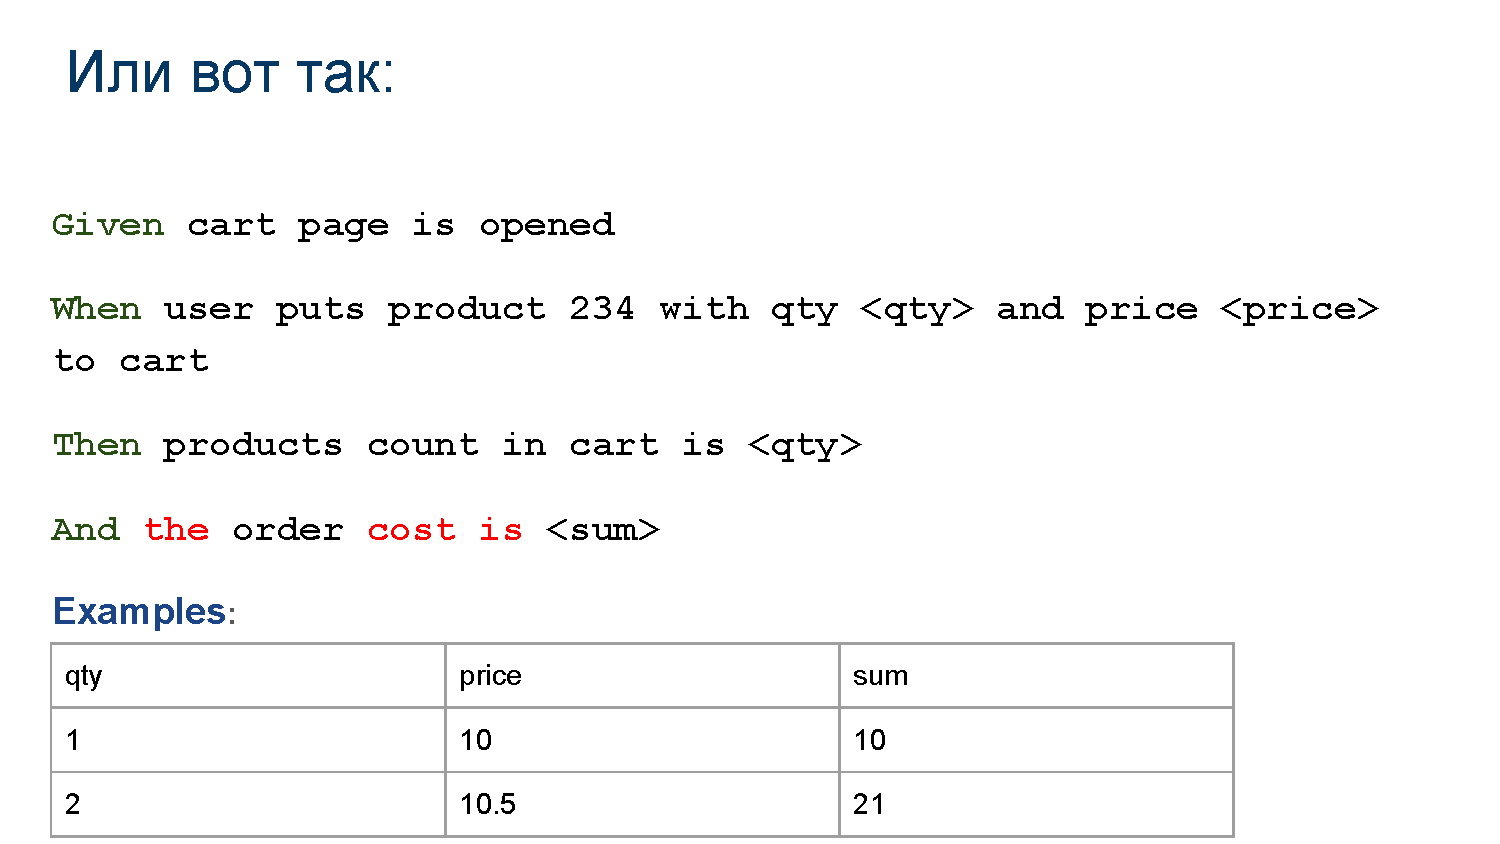 Или вот так:
Given cart page is opened
When user puts product 234 with qty <qty> and price <price>
to cart
Then products count in cart is <qty>
And the order cost is <sum>
Examples:
qty price sum
1 10 10
2 10.5 21